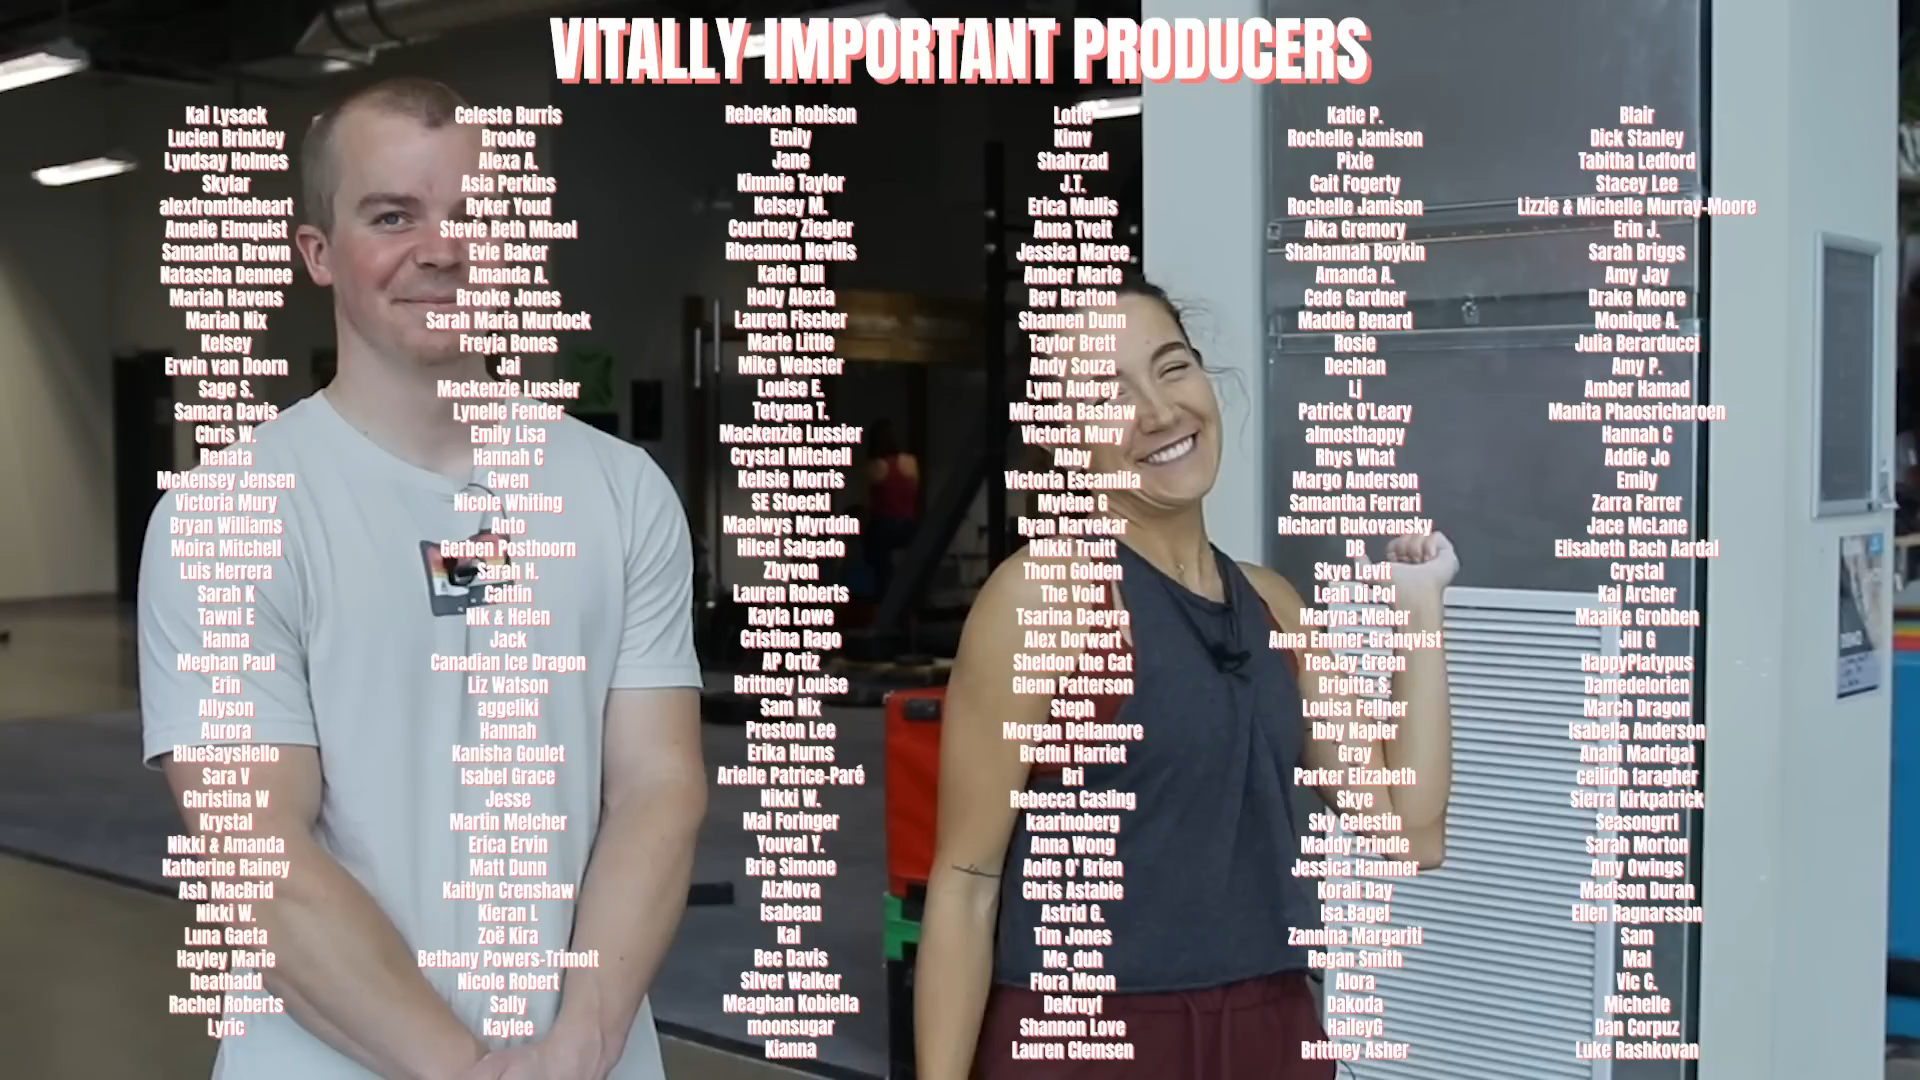 VITALLY IMPORTANT PRODUCERS
Kai Lysack
Lucien Brinkley
Lyndsay Holmes
Skylar
alexfromtheheart
Amelie Elmquist
Samantha Brown
Natascha Dennee
Mariah Havens
Mariah Nix
Kelsey
Erwin van Doorn
Sage S.
Samara Davis
Chris W.
Renata
McKensey Jensen
Victoria Mury
Bryan Williams
Moira Mitchell
Luis Herrera
Sarah K
Tawni E
Hanna
Meghan Paul
Erin
Allyson
Aurora
BlueSaysHello
Sara V
Christina W
Krystal
Nikki & Amanda
Katherine Rainey
Ash MacBrid
Nikki W.
Luna Gaeta
Hayley Marie
heathadd
Rachel Roberts
Lyric
Celeste Burris
Brooke
Alexa A.
Asia Perkins
Ryker Youd
Stevie Beth Mhaol
Evie Baker
Amanda A.
Brooke Jones
Sarah Maria Murdock
Freyja Bones
Jai
Mackenzie Lussier
Lynelle Fender
Emily Lisa
Hannah C
Gwen
Nicole Whiting
Anto
Gerben Posthoorn
Sarah H.
Caitlin
Nik & Helen
Jack
Canadian Ice Dragon
Liz Watson
aggeliki
Hannah
Kanisha Goulet
Isabel Grace
Jesse
Martin Melcher
Erica Ervin
Matt Dunn
Kaitlyn Crenshaw
Kieran L
Zoë Kira
Bethany Powers-Trimolt
Nicole Robert
Sally
Kaylee
Rebekah Robison
Emily
Jane
Kimmie Taylor
Kelsey M.
Courtney Ziegler
Rheannon Nevills
Katie Dill
Holly Alexia
Lauren Fischer
Marie Little
Mike Webster
Louise E.
Tetyana T.
Mackenzie Lussier
Crystal Mitchell
Kellsie Morris
SE Stoeckl
Maelwys Myrddin
Hilcel Salgado
Zhyvon
Lauren Roberts
Kayla Lowe
Cristina Rago
AP Ortiz
Brittney Louise
Sam Nix
Preston Lee
Erika Hurns
Arielle Patrice-Paré
Nikki W.
Mai Foringer
Youval Y.
Brie Simone
AlzNova
Isabeau
Kai
Bec Davis
Silver Walker
Meaghan Kobiella
moonsugar
Kianna
Lotte
Kimv
Shahrzad
J.T.
Erica Mullis
Anna Tveit
Jessica Maree
Amber Marie
Bev Bratton
Shannen Dunn
Taylor Brett
Andy Souza
Lynn Audrey
Miranda Bashaw
Victoria Mury
Abby
Victoria Escamilla
Mylène G
Ryan Narvekar
Mikki Truitt
Thorn Golden
The Void
Tsarina Daeyra
Alex Dorwart
Sheldon the Cat
Glenn Patterson
Steph
Morgan Dellamore
Breffni Harriet
Bri
Rebecca Casling
kaarinoberg
Anna Wong
Aoife O' Brien
Chris Astabie
Astrid G.
Tim Jones
Me_duh
Flora Moon
DeKruyf
Shannon Love
Lauren Clemsen
Katie P.
Rochelle Jamison
Pixie
Cait Fogerty
Rochelle Jamison
Aika Gremory
Shahannah Boykin
Amanda A.
Cede Gardner
Maddie Benard
Rosie
Dechlan
Lj
Patrick O'Leary
almosthappy
Rhys What
Margo Anderson
Samantha Ferrari
Richard Bukovansky
DB
Skye Levit
Leah Di Pol
Maryna Meher
Anna Emmer-Granqvist
TeeJay Green
Brigitta S.
Louisa Fellner
Ibby Napier
Gray
Parker Elizabeth
Skye
Sky Celestin
Maddy Prindle
Jessica Hammer
Korali Day
Isa.Bagel
Zannina Margariti
Regan Smith
Alora
Dakoda
HaileyG
Brittney Asher
Blair
Dick Stanley
Tabitha Ledford
Stacey Lee
Lizzie & Michelle Murray-Moore
Erin J.
Sarah Briggs
Amy Jay
Drake Moore
Monique A.
Julia Berarducci
Amy P.
Amber Hamad
Manita Phaosricharoen
Hannah C
Addie Jo
Emily
Zarra Farrer
Jace McLane
Elisabeth Bach Aardal
Crystal
Kai Archer
Maaike Grobben
Jill G
HappyPlatypus
Damedelorien
March Dragon
Isabella Anderson
Anahi Madrigal
ceilidh faragher
Sierra Kirkpatrick
Seasongrrl
Sarah Morton
Amy Owings
Madison Duran
Ellen Ragnarsson
Sam
Mal
Vic C.
Michelle
Dan Corpuz
Luke Rashkovan